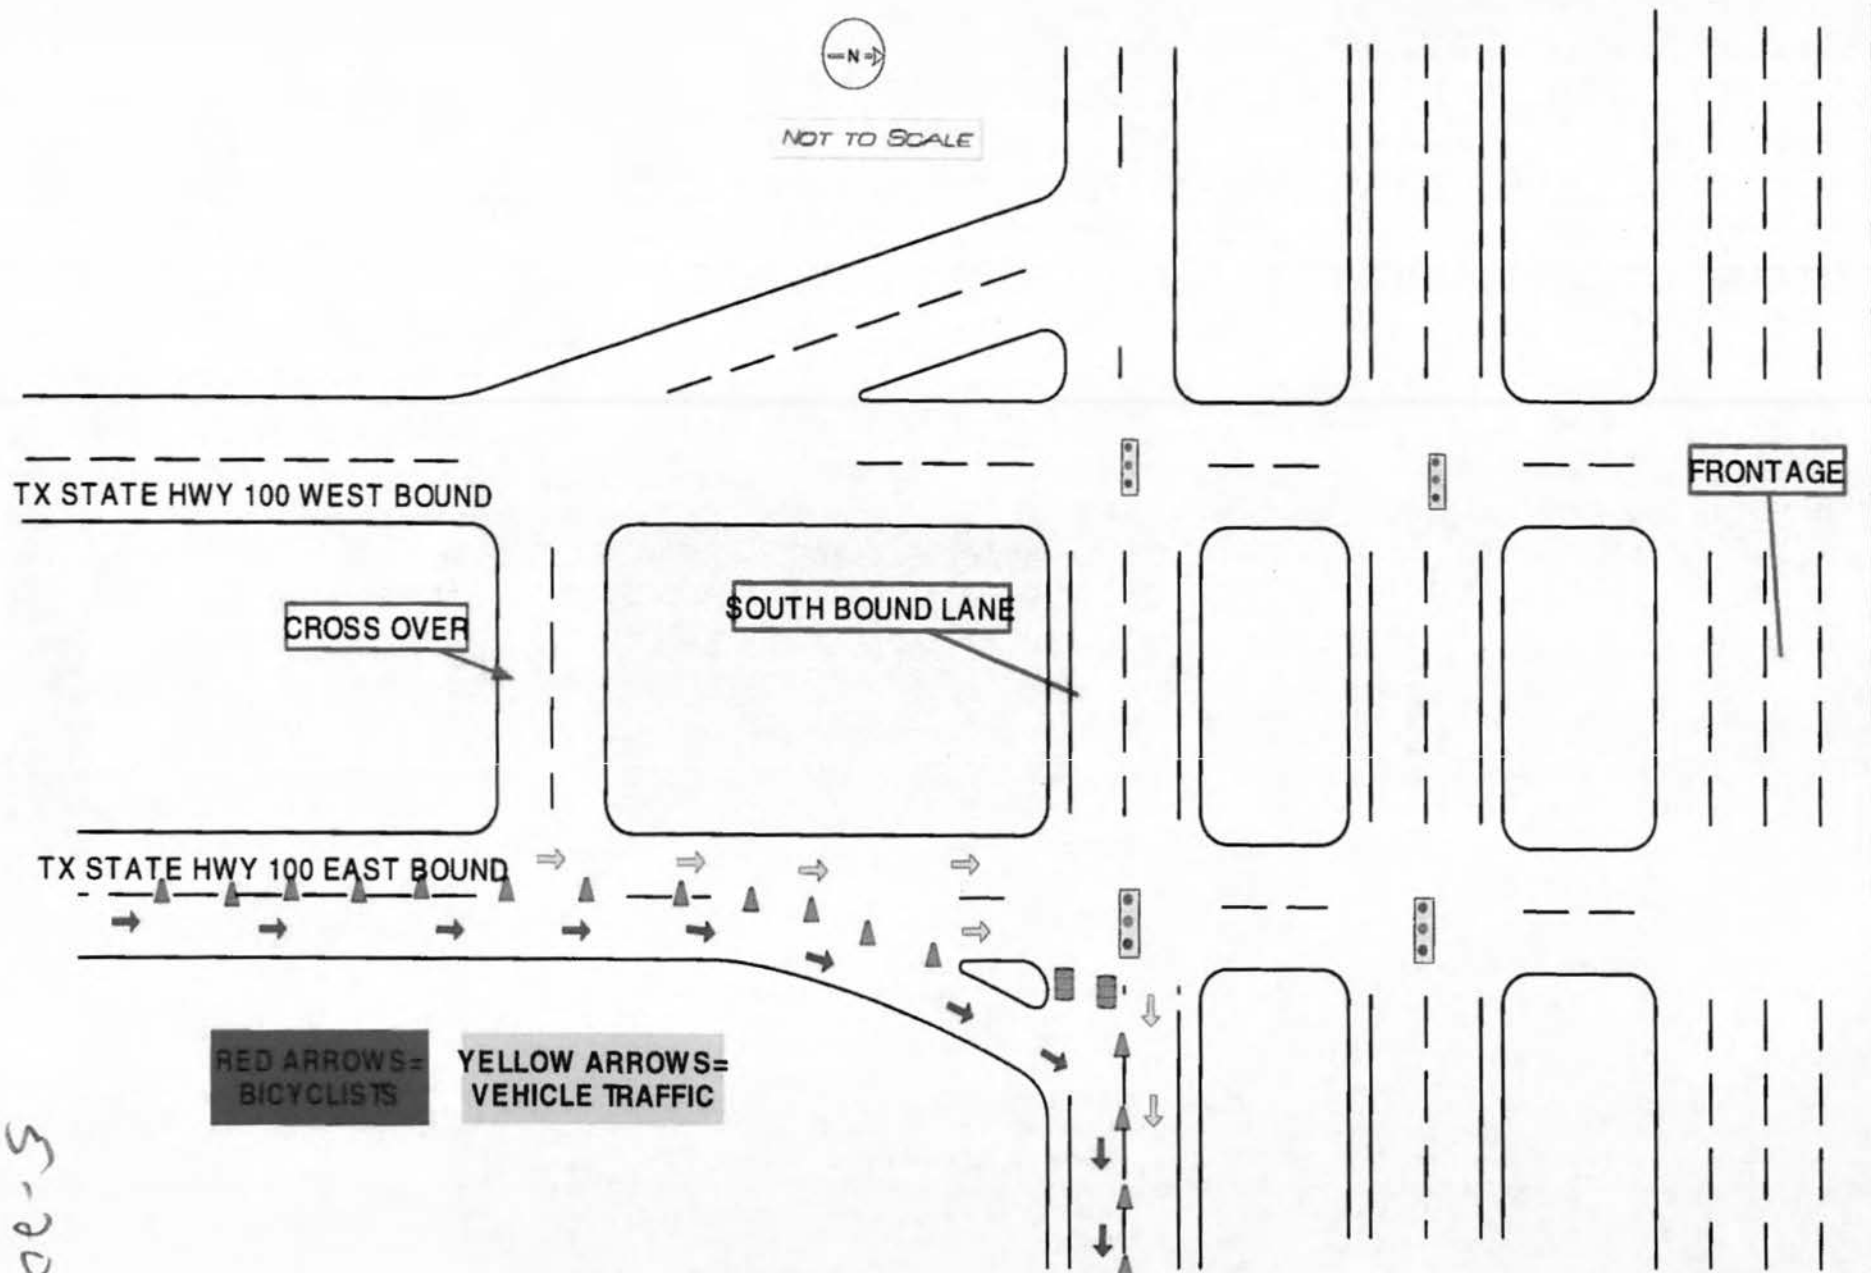 N
NOT TO SCALE
FRONTAGE
TX STATE HWY 100 WEST BOUND
SOUTH BOUND LANE
CROSS OVER
TX STATE HWY 100 EAST BOUND
RED ARROWS=
BICYCLISTS
YELLOW ARROWS=
VEHICLE TRAFFIC